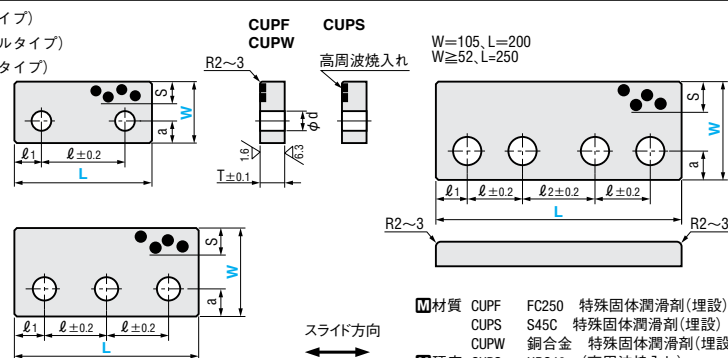 イプ)
ルタイプ)
タイプ)
CUPF
CUPW
CUPS
R2〜3
高周波焼入れ
W=105、L=200
W≧52、L=250
S
W
a
ℓ1
ℓ±0.2
L
φd
1.6
6.3
T±0.1
S
W
a
ℓ1
ℓ±0.2
ℓ2±0.2
ℓ±0.2
L
R2〜3
R2〜3
S
W
a
ℓ1
ℓ±0.2
ℓ±0.2
L
スライド方向
M材質 CUPF FC250 特殊固体潤滑剤(埋設)
CUPS S45C 特殊固体潤滑剤(埋設)
CUPW 銅合金 特殊固体潤滑剤(埋設